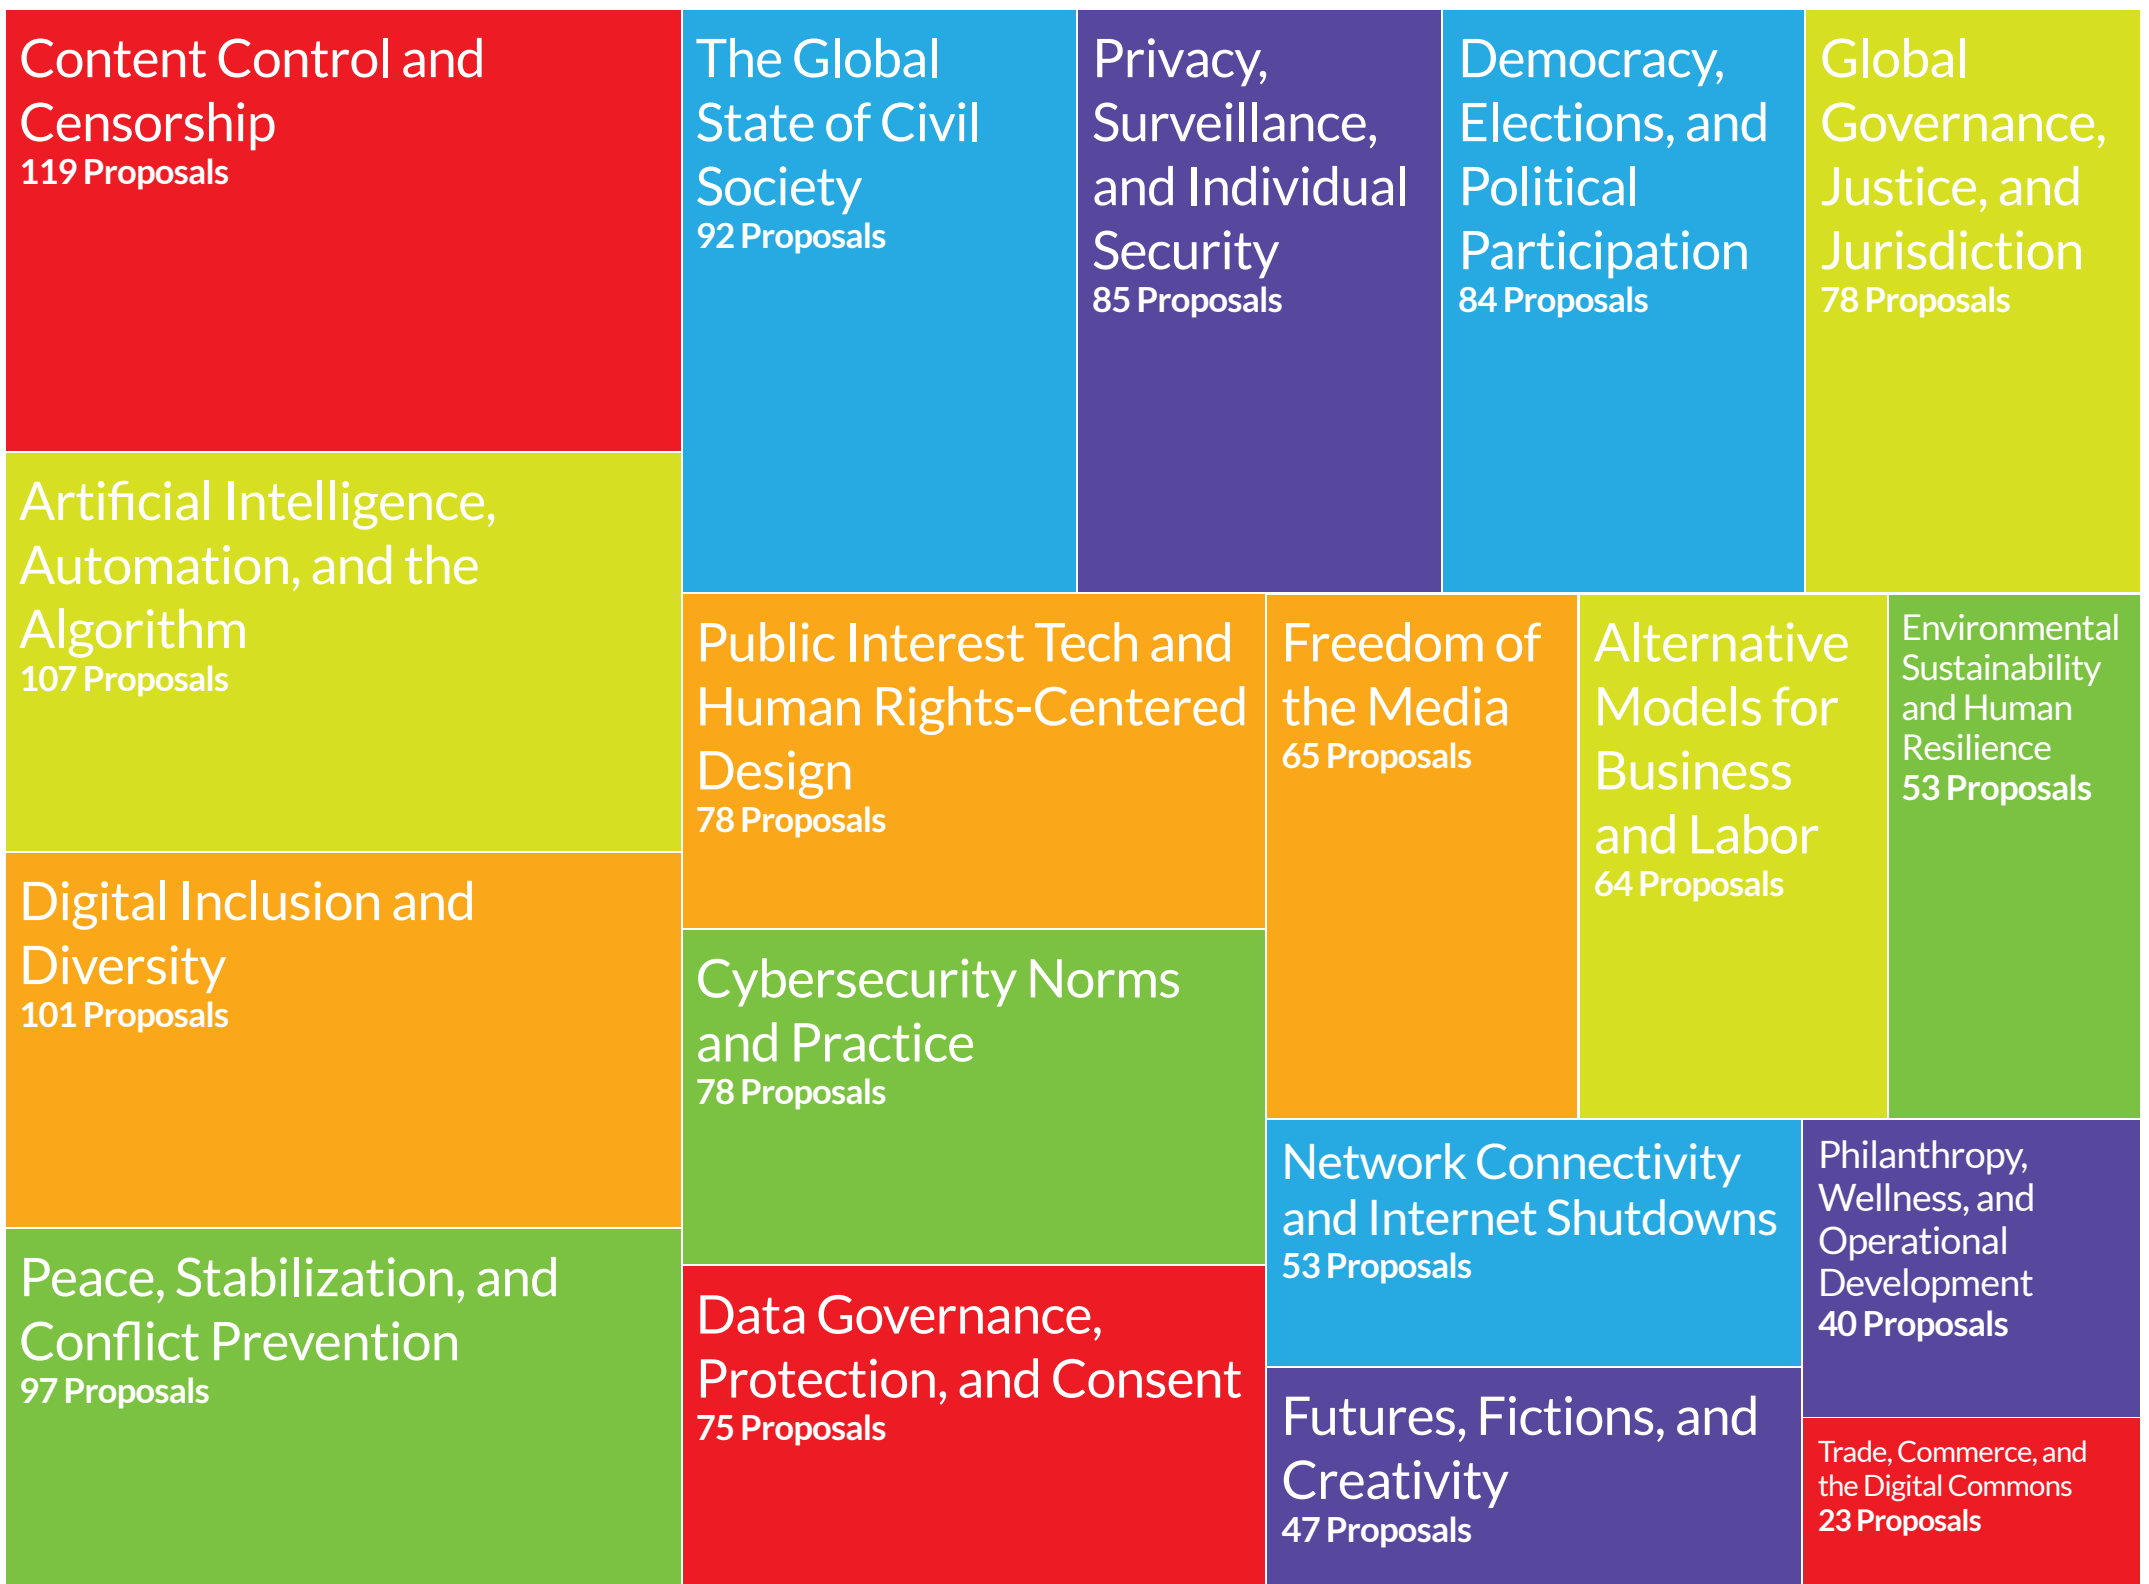 Content Control and
Censorship
119 Proposals
Artificial Intelligence,
Automation, and the
Algorithm
107 Proposals
Digital Inclusion and
Diversity
101 Proposals
Peace, Stabilization, and
Conflict Prevention
97 Proposals
The Global
State of Civil
Society
92 Proposals
Privacy,
Surveillance,
and Individual
Security
85 Proposals
Democracy,
Elections, and
Political
Participation
84 Proposals
Global
Governance,
Justice, and
Jurisdiction
78 Proposals
Public Interest Tech and
Human Rights-Centered
Design
78 Proposals
Cybersecurity Norms
and Practice
78 Proposals
Data Governance,
Protection, and Consent
75 Proposals
Freedom of
the Media
65 Proposals
Alternative
Models for
Business
and Labor
64 Proposals
Environmental
Sustainability
and Human
Resilience
53 Proposals
Network Connectivity
and Internet Shutdowns
53 Proposals
Futures, Fictions, and
Creativity
47 Proposals
Philanthropy,
Wellness, and
Operational
Development
40 Proposals
Trade, Commerce, and
the Digital Commons
23 Proposals